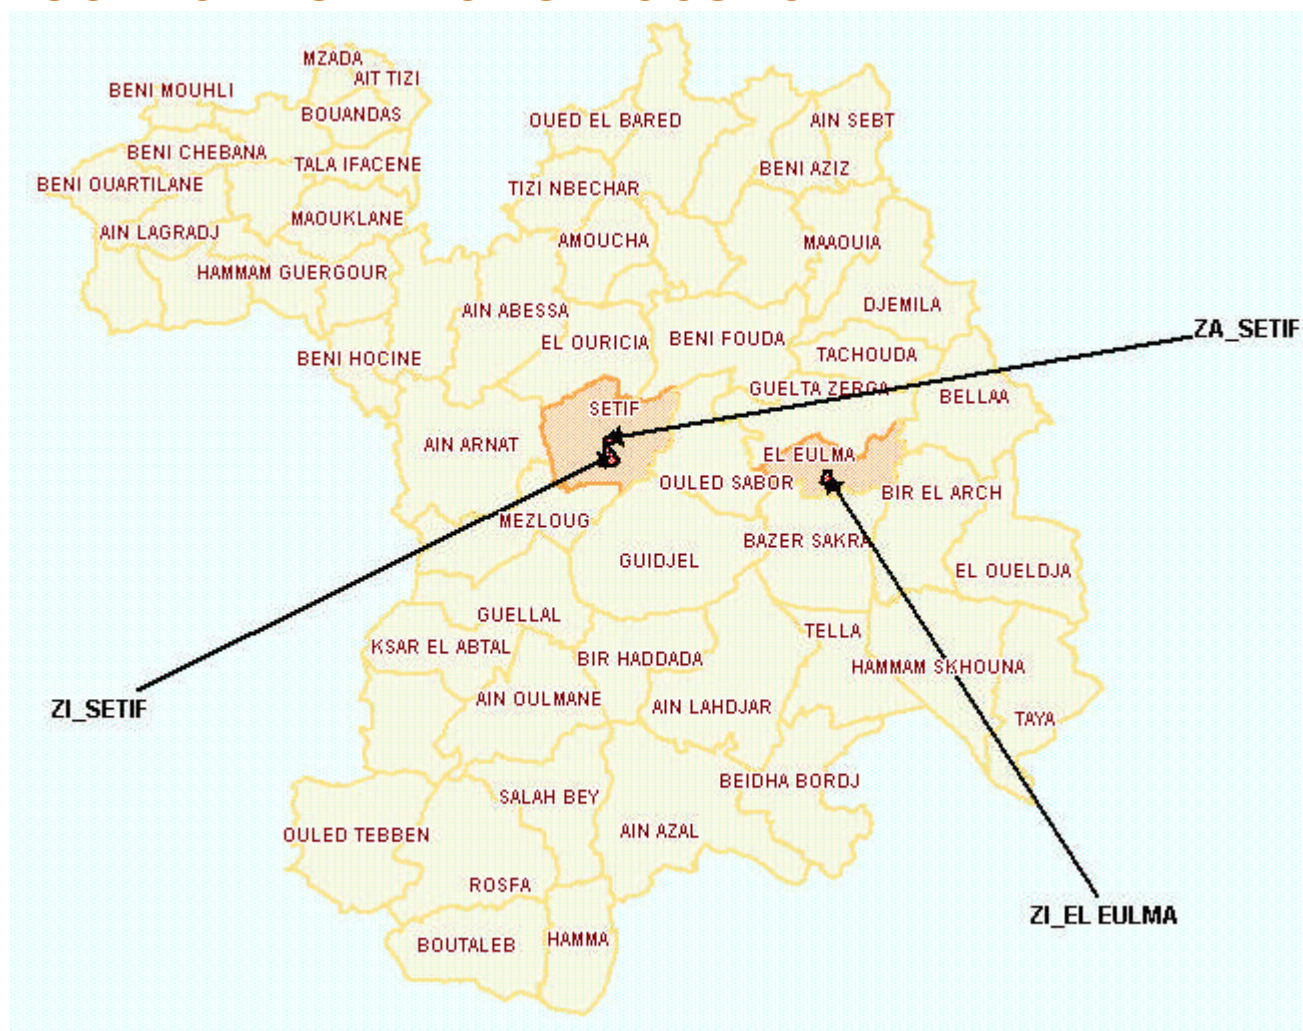 MZADA
AIT TIZI
BENI MOUHLI
BOUANDAS
OUED EL BARED
AIN SEBT
BENI CHEBANA
TALA IFACENE
BENI AZIZ
BENI OUARTILANE
TIZI NBECHAR
MAOUKLANE
AIN LAGRADJ
AMOUCHA
MAAOUIA
HAMMAM GUERGOUR
DJEMILA
AIN ABESSA
ZA_SETIF
EL OURICIA
BENI FOUDA
BENI HOCINE
TACHOUDA
GUELTA ZERGA
BELLAA
SETIF
AIN ARNAT
EL EULMA
OULED SABOR
BIR EL ARCH
MEZLOUG
BAZER SAKRA
GUIDJEL
EL OUELDJA
GUELLAL
TELLA
KSAR EL ABTAL
BIR HADDADA
HAMMAM SKHOUNA
AIN OULMANE
AIN LAHDJAR
ZI_SETIF
TAYA
BEIDHA BORDJ
SALAH BEY
OULED TEBBEN
AIN AZAL
ROSFA
ZI_EL EULMA
BOUTALEB
HAMMA